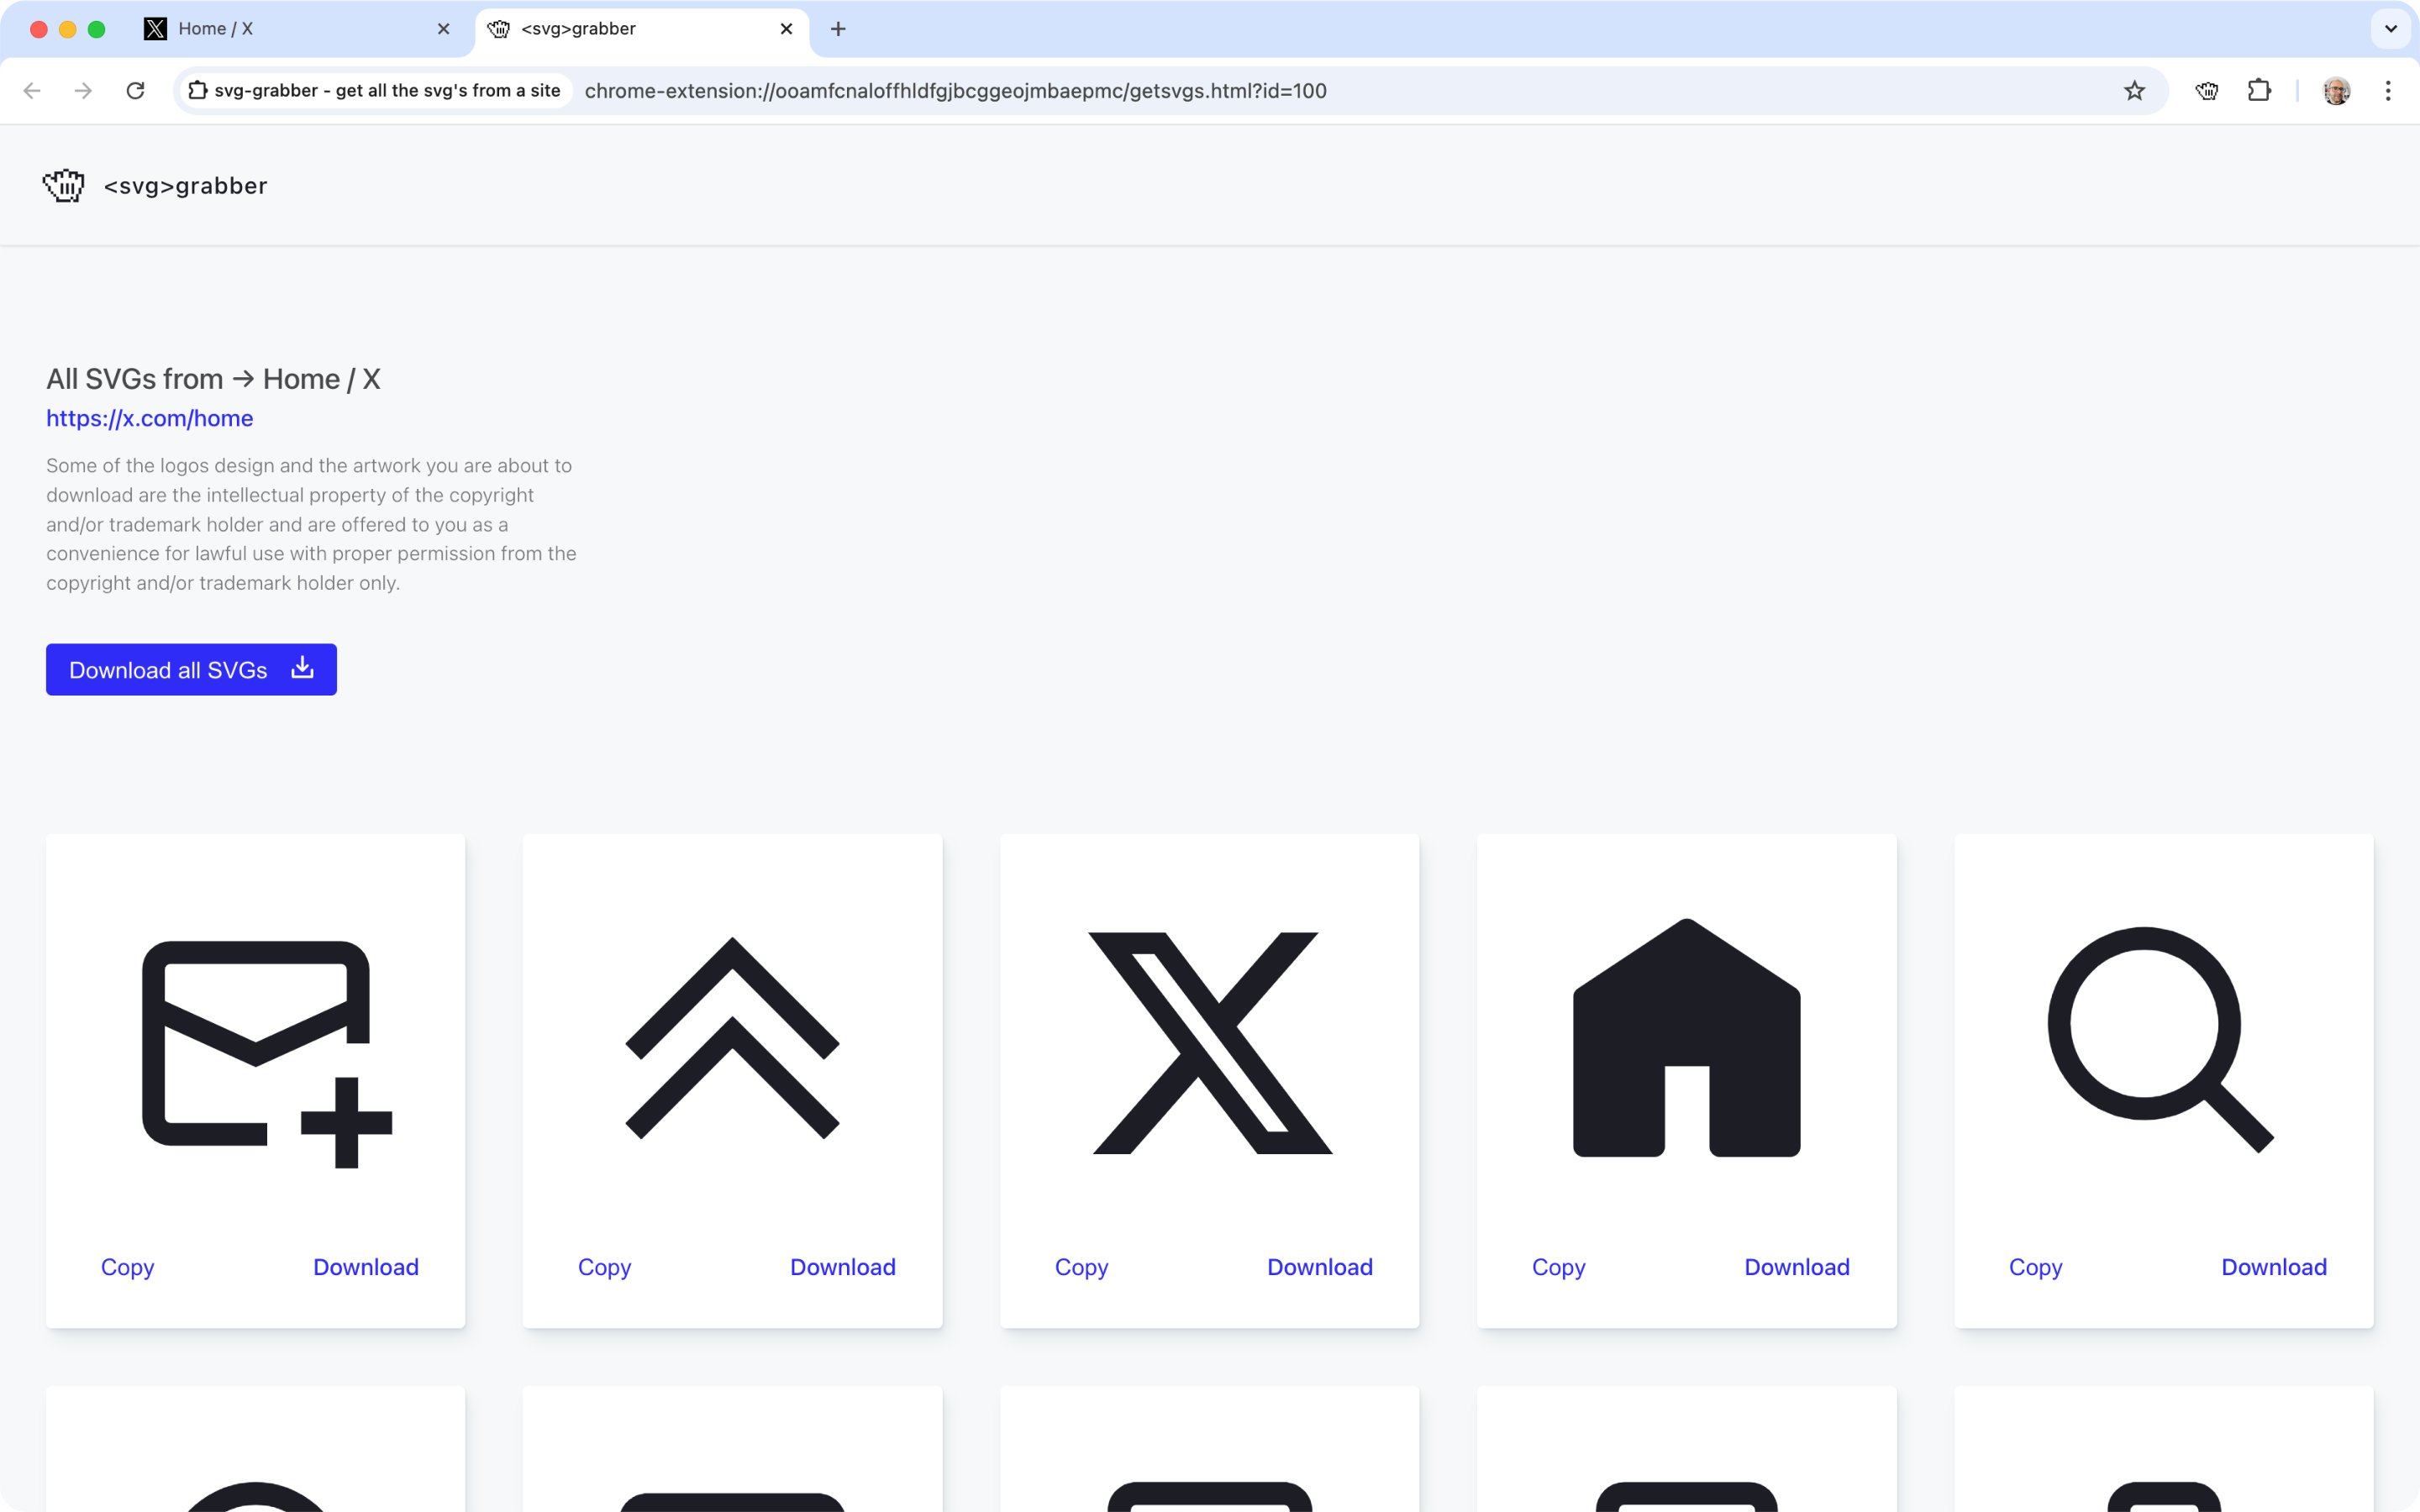 Home / X
<svg>grabber
svg-grabber - get all the svg's from a site
chrome-extension://ooamfcnaloffhldfgjbcggeojmbaepmc/getsvgs.html?id=100
<svg>grabber
All SVGs from → Home / X
https://x.com/home
Some of the logos design and the artwork you are about to
download are the intellectual property of the copyright
and/or trademark holder and are offered to you as a
convenience for lawful use with proper permission from the
copyright and/or trademark holder only.
Download all SVGs
Copy Download
Copy Download
Copy Download
Copy Download
Copy Download